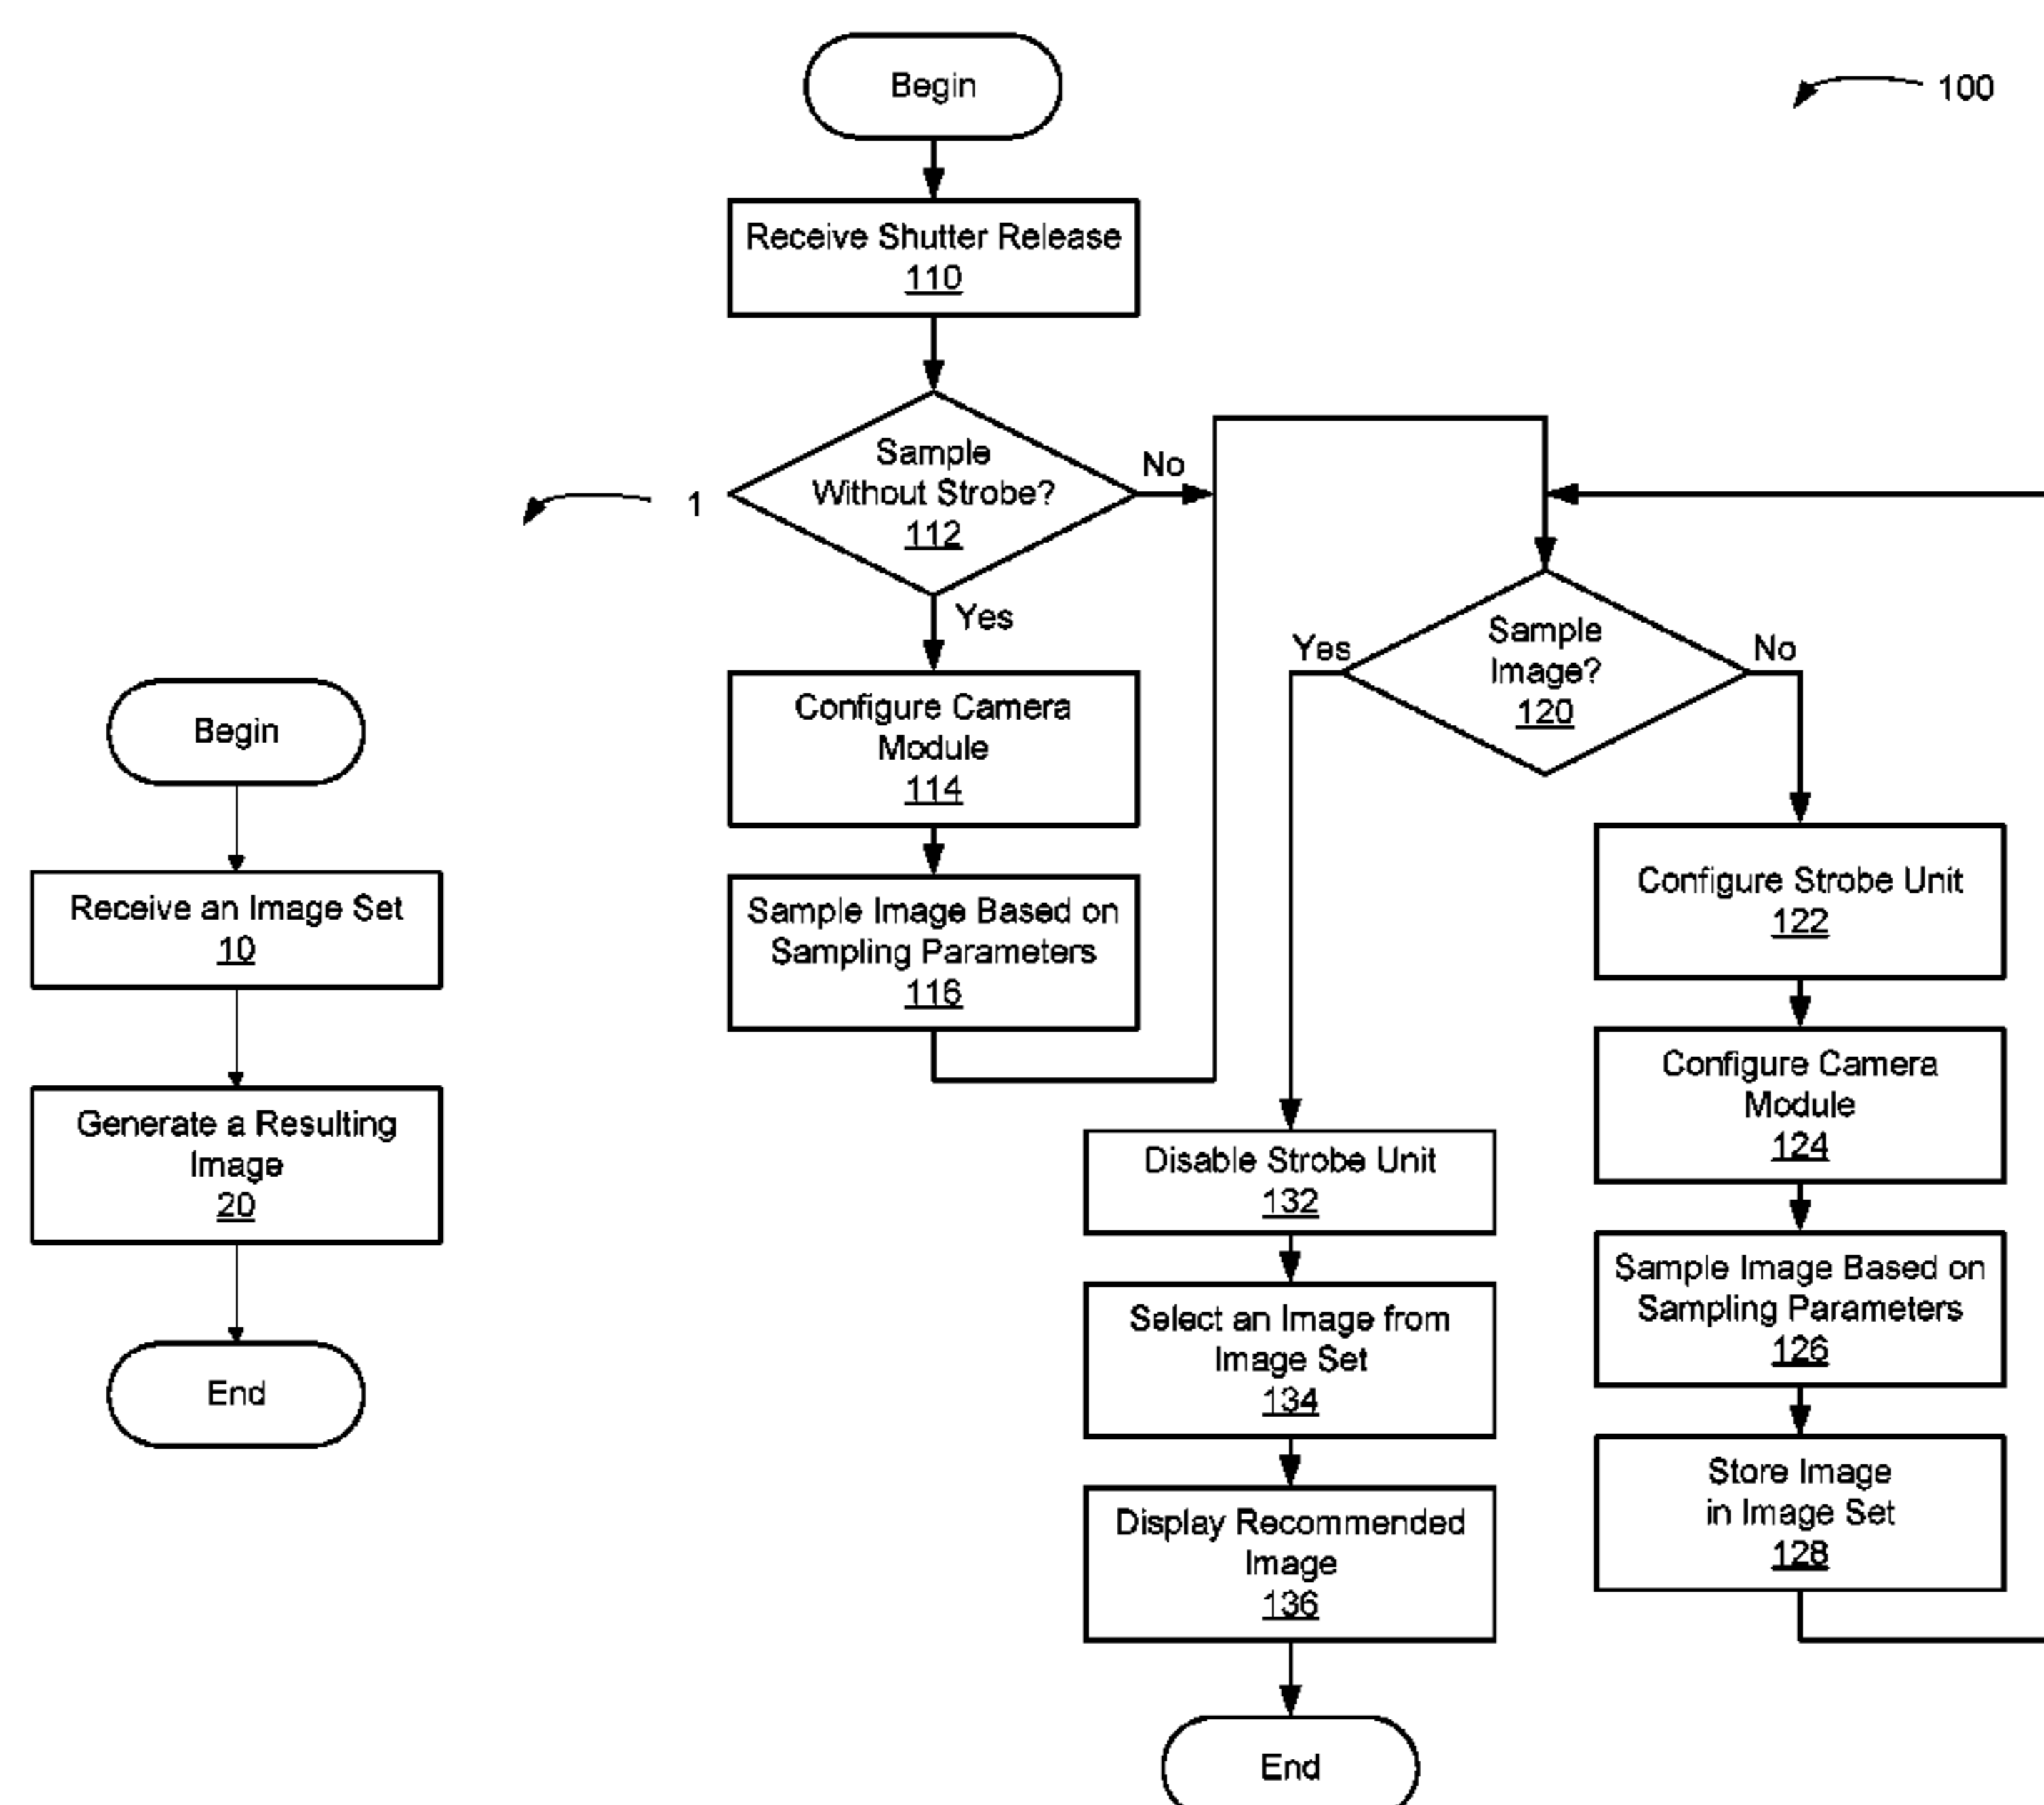 Begin
Receive an Image Set
10
Generate a Resulting
Image
20
End
1
100
Begin
Receive Shutter Release
110
Sample
Without Strobe?
112
No
Yes
Configure Camera
Module
114
Sample Image Based on
Sampling Parameters
116
Sample
Image?
120
Yes
No
Disable Strobe Unit
132
Select an Image from
Image Set
134
Display Recommended
Image
136
End
Configure Strobe Unit
122
Configure Camera
Module
124
Sample Image Based on
Sampling Parameters
126
Store Image
in Image Set
128